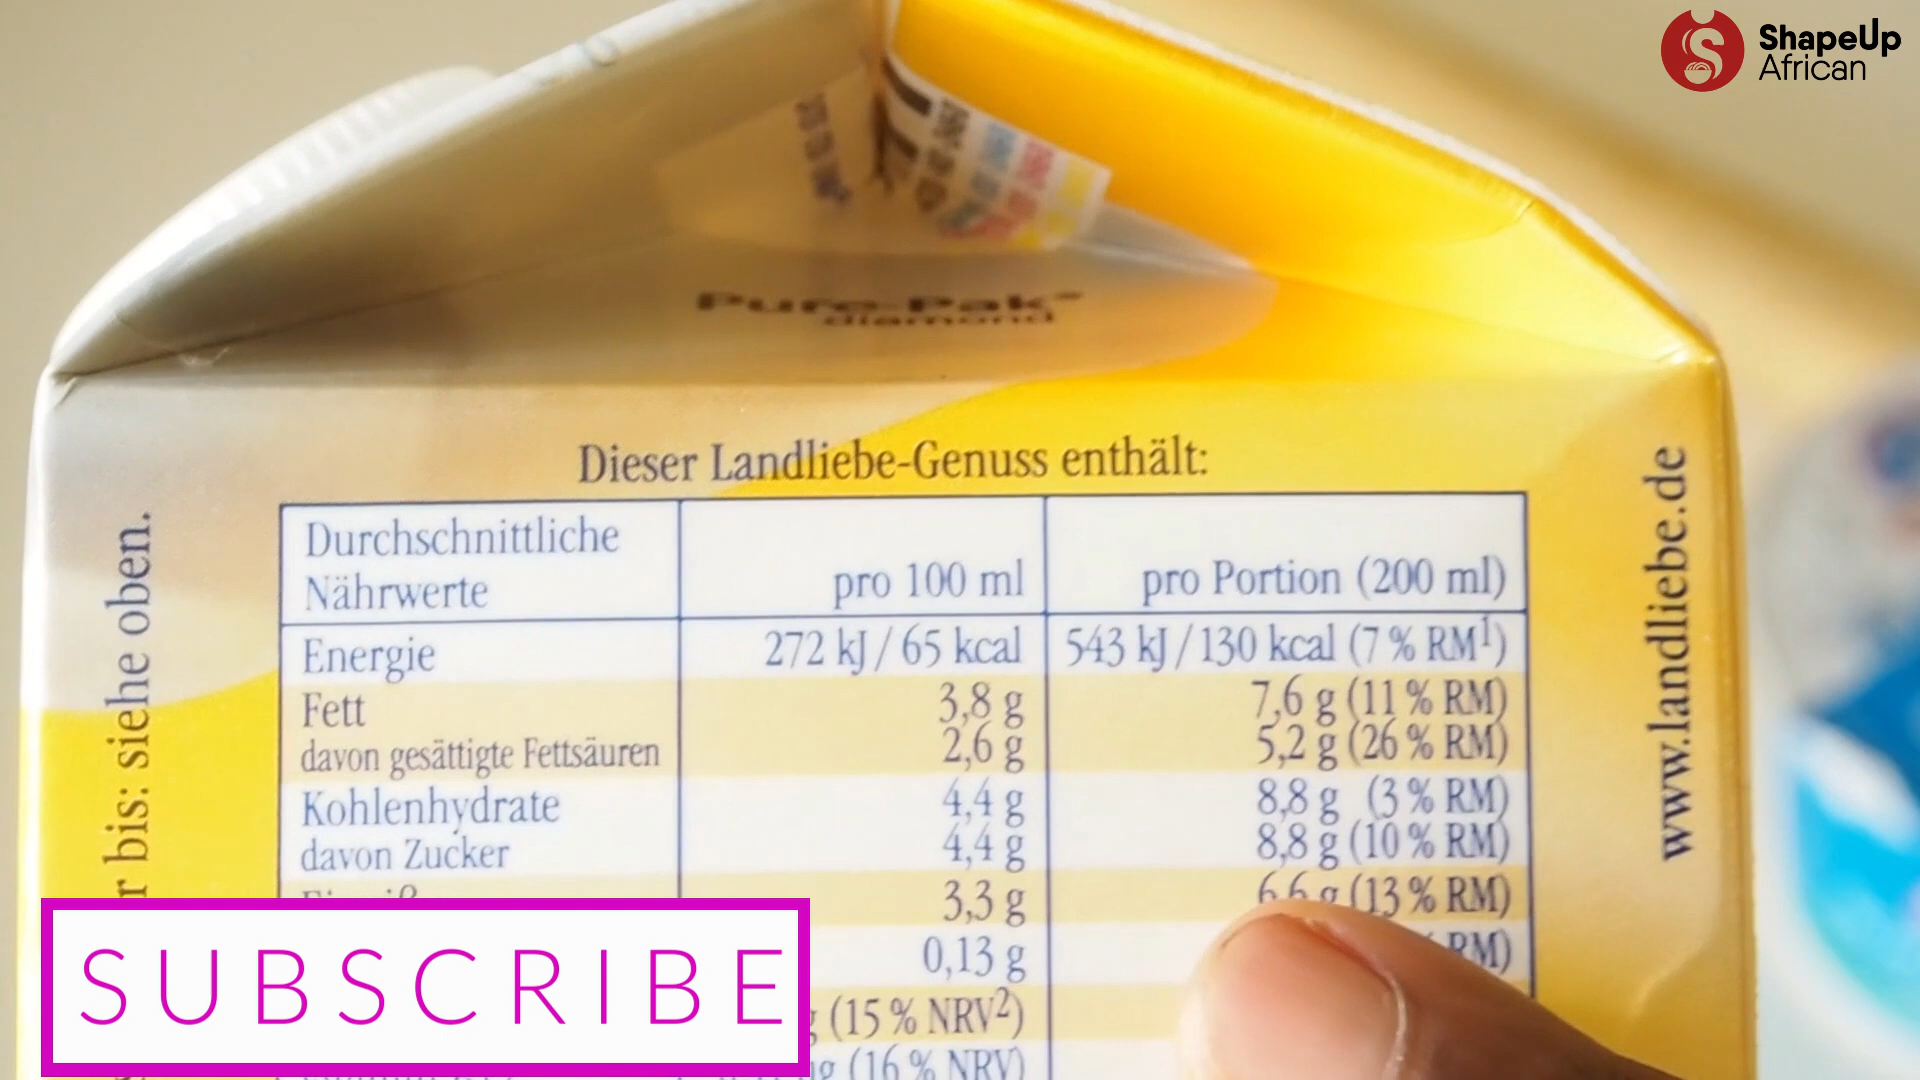 ShapeUp
African
Pure-Pak
diamond
Dieser Landliebe-Genuss enthält:
Durchschnittliche
Nährwerte pro 100 ml pro Portion (200 ml)
Energie 272 kJ / 65 kcal 543 kJ / 130 kcal (7 % RM¹)
Fett 3,8 g 7,6 g (11 % RM)
davon gesättigte Fettsäuren 2,6 g 5,2 g (26 % RM)
Kohlenhydrate 4,4 g 8,8 g (3 % RM)
davon Zucker 4,4 g 8,8 g (10 % RM)
3,3 g 6,6 g (13 % RM)
0,13 g RM)
(15 % NRV²)
(16 % NRV)
bis: siehe oben.
www.landliebe.de
SUBSCRIBE